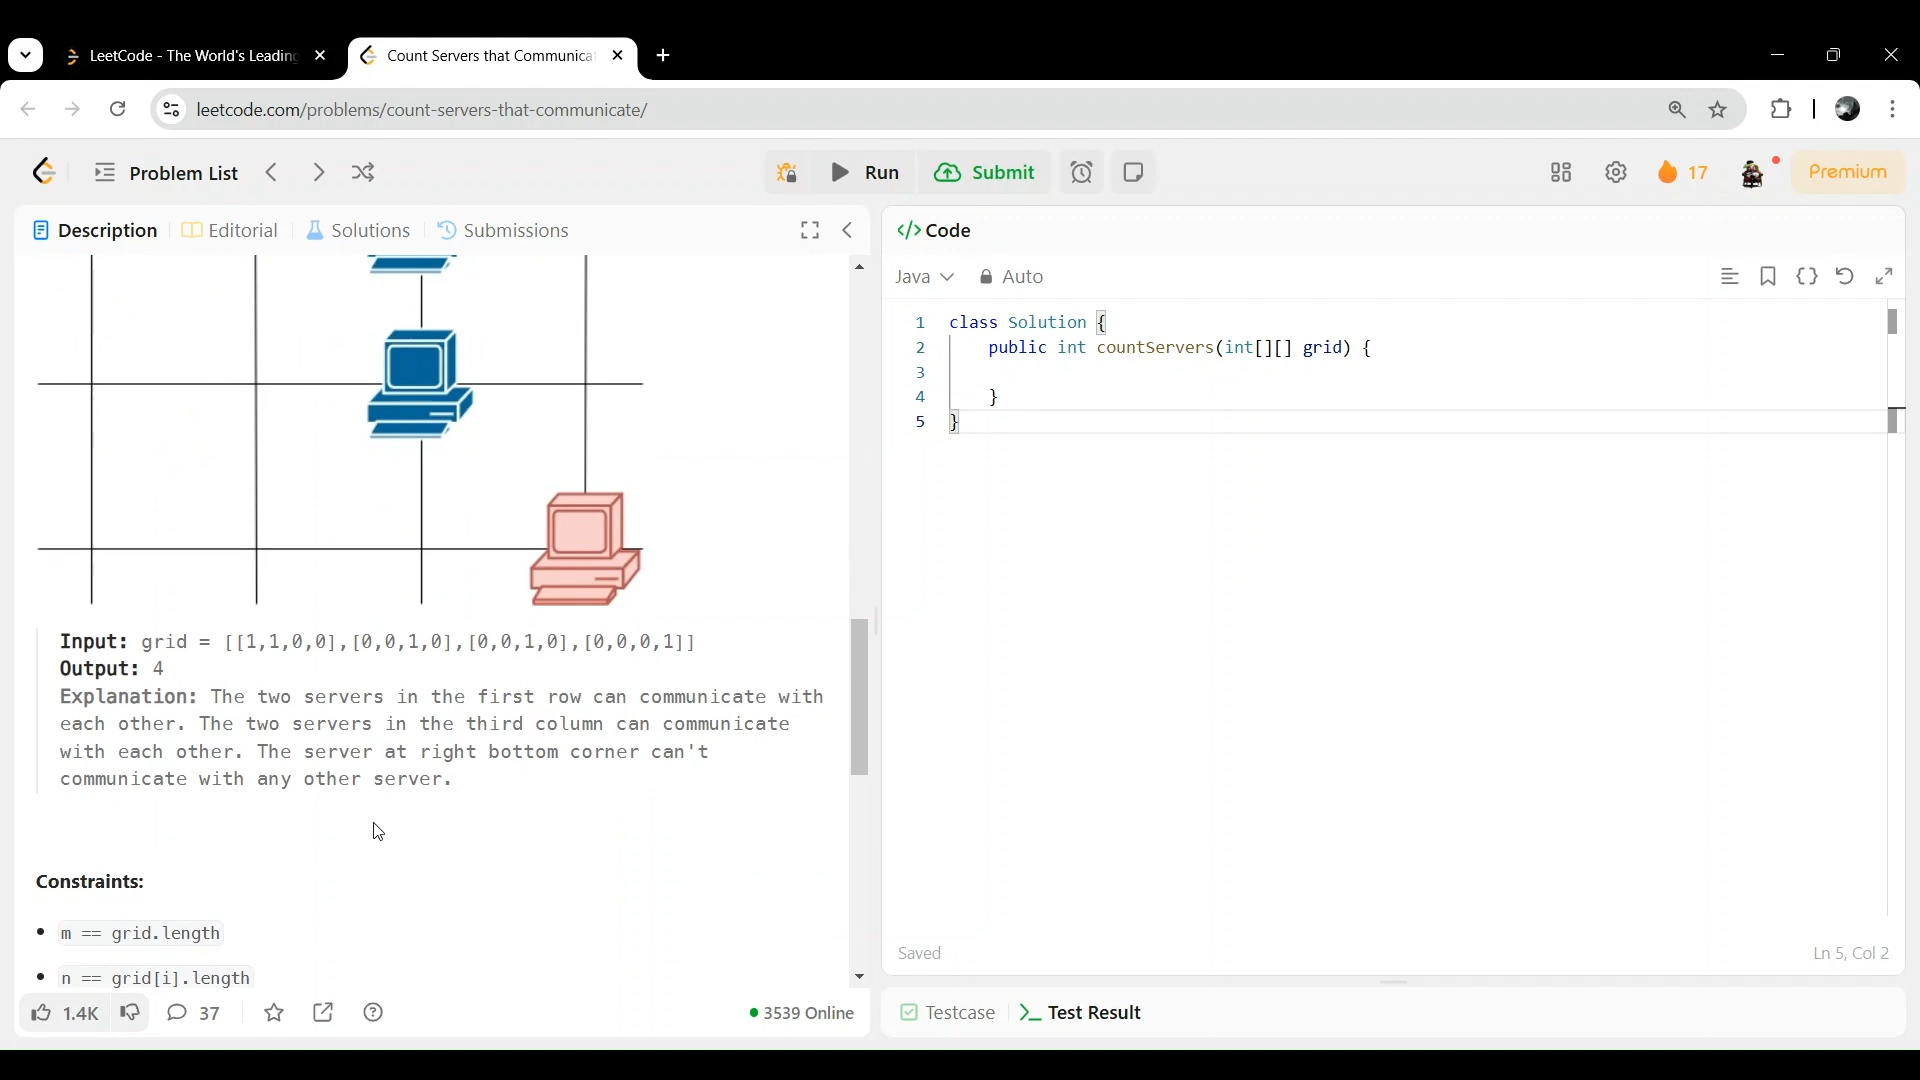 LeetCode - The World's Leading
Count Servers that Communica
leetcode.com/problems/count-servers-that-communicate/
Problem List
Run
Submit
17
Premium
Description
Editorial
Solutions
Submissions
Input: grid = [[1,1,0,0],[0,0,1,0],[0,0,1,0],[0,0,0,1]]
Output: 4
Explanation: The two servers in the first row can communicate with
each other. The two servers in the third column can communicate
with each other. The server at right bottom corner can't
communicate with any other server.
Constraints:
• m == grid.length
• n == grid[i].length
1.4K
37
3539 Online
</> Code
Java
Auto
1 class Solution {
2 public int countServers(int[][] grid) {
3
4 }
5 }
Saved
Ln 5, Col 2
Testcase
Test Result